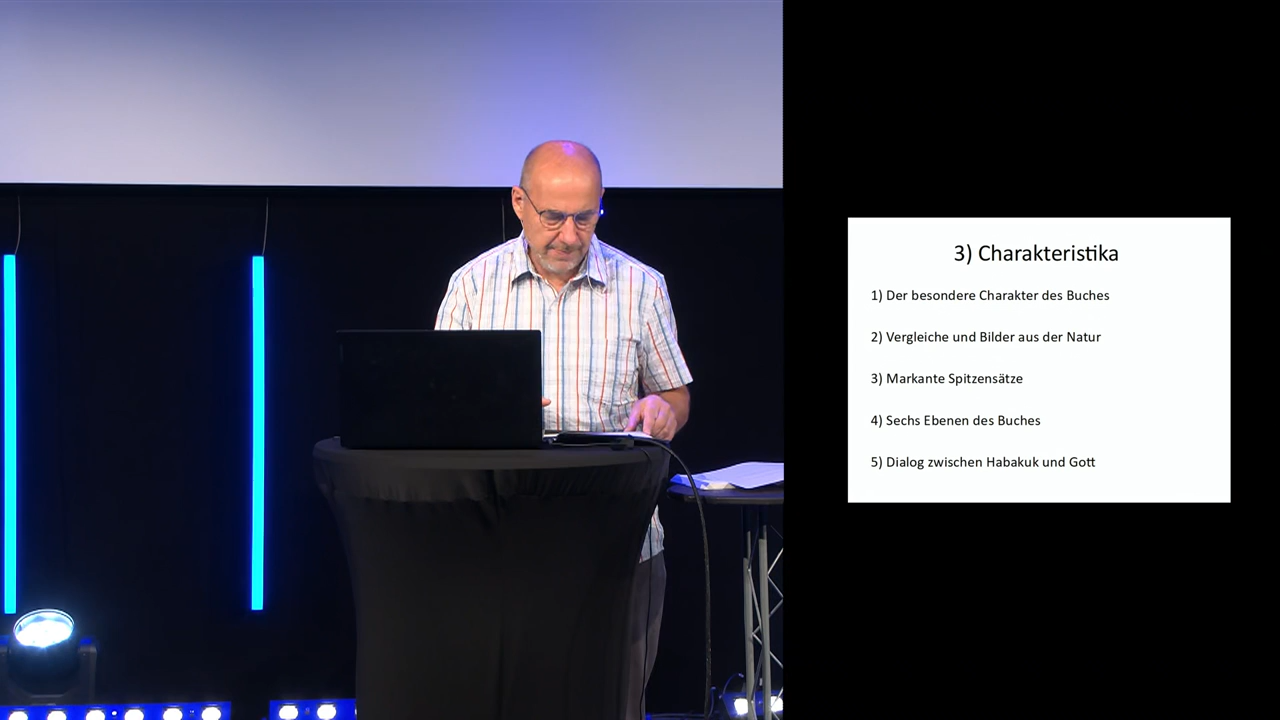 3) Charakteristika
1) Der besondere Charakter des Buches
2) Vergleiche und Bilder aus der Natur
3) Markante Spitzensätze
4) Sechs Ebenen des Buches
5) Dialog zwischen Habakuk und Gott